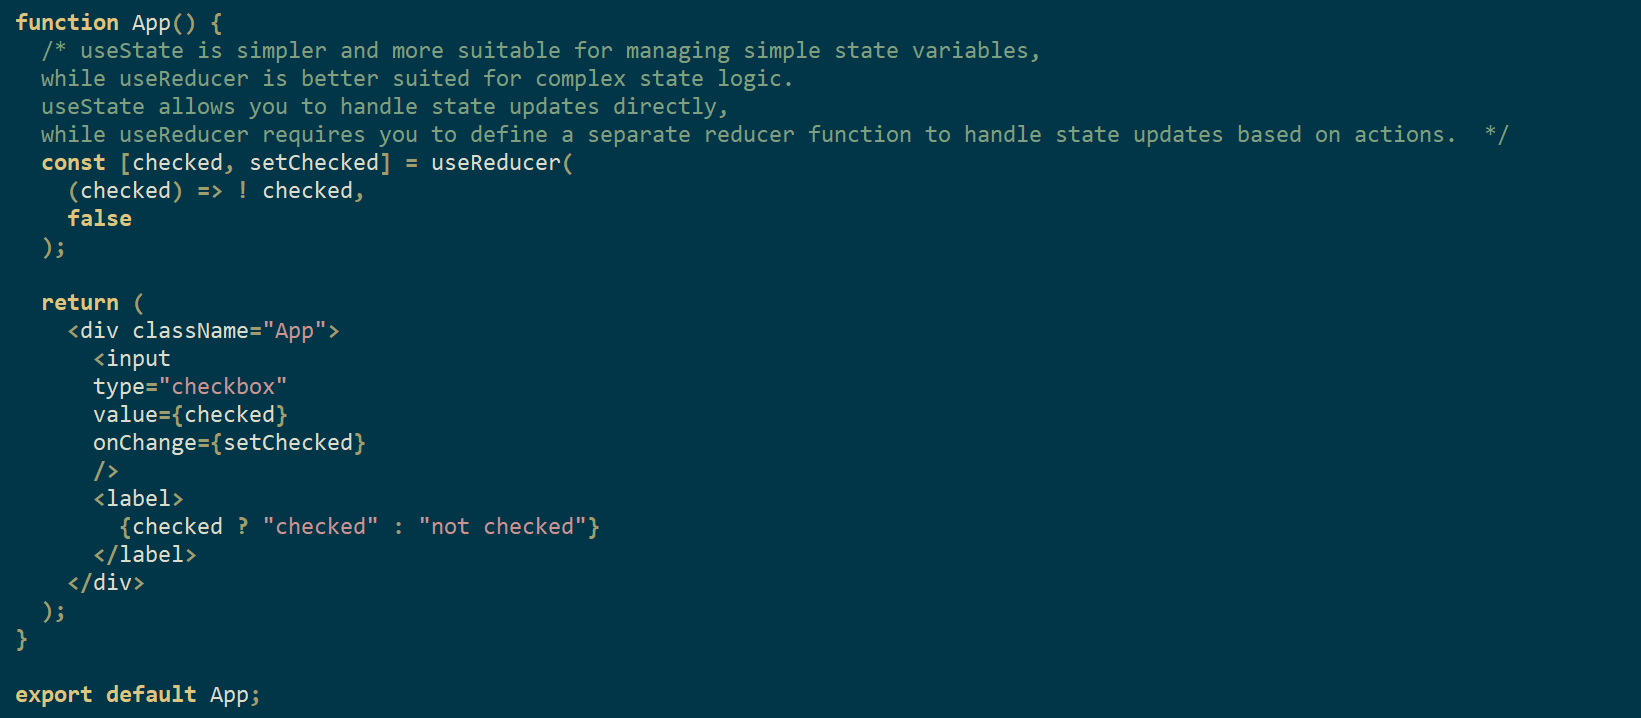 function App() {
  /* useState is simpler and more suitable for managing simple state variables,
  while useReducer is better suited for complex state logic.
  useState allows you to handle state updates directly,
  while useReducer requires you to define a separate reducer function to handle state updates based on actions.  */
  const [checked, setChecked] = useReducer(
    (checked) => ! checked,
    false
  );

  return (
    <div className="App">
      <input
      type="checkbox"
      value={checked}
      onChange={setChecked}
      />
      <label>
        {checked ? "checked" : "not checked"}
      </label>
    </div>
  );
}

export default App;